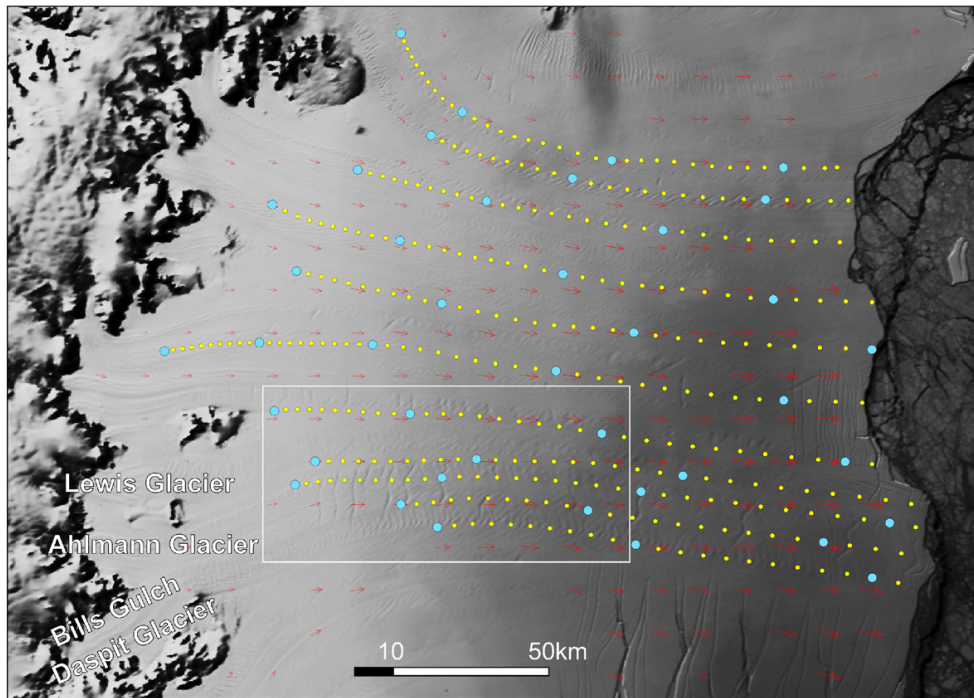 Lewis Glacier
Ahlmann Glacier
Bills Gulch
Daspit Glacier
10 50km